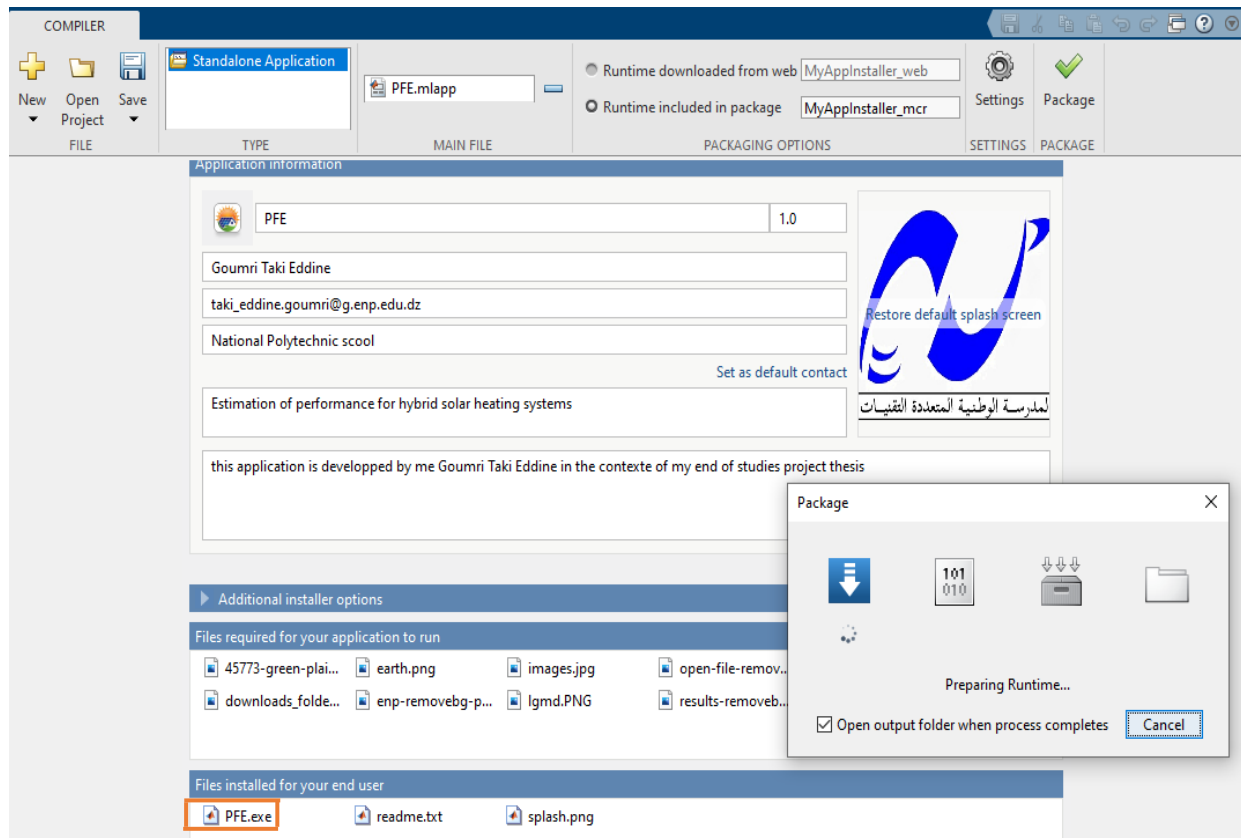 COMPILER
New
Open
Project
Save
FILE
Standalone Application
TYPE
PFE.mlapp
MAIN FILE
Runtime downloaded from web MyAppInstaller_web
Runtime included in package MyAppInstaller_mcr
PACKAGING OPTIONS
Settings
SETTINGS
Package
PACKAGE
Application information
PFE 1.0
Goumri Taki Eddine
taki_eddine.goumri@g.enp.edu.dz
National Polytechnic scool
Set as default contact
Restore default splash screen
المدرسة الوطنية المتعددة التقنيات
Estimation of performance for hybrid solar heating systems
this application is developped by me Goumri Taki Eddine in the contexte of my end of studies project thesis
Additional installer options
Files required for your application to run
45773-green-plai... earth.png images.jpg open-file-remov...
downloads_folde... enp-removebg-p... lgmd.PNG results-removeb...
Files installed for your end user
PFE.exe readme.txt splash.png
Package
101
010
Preparing Runtime...
Open output folder when process completes Cancel